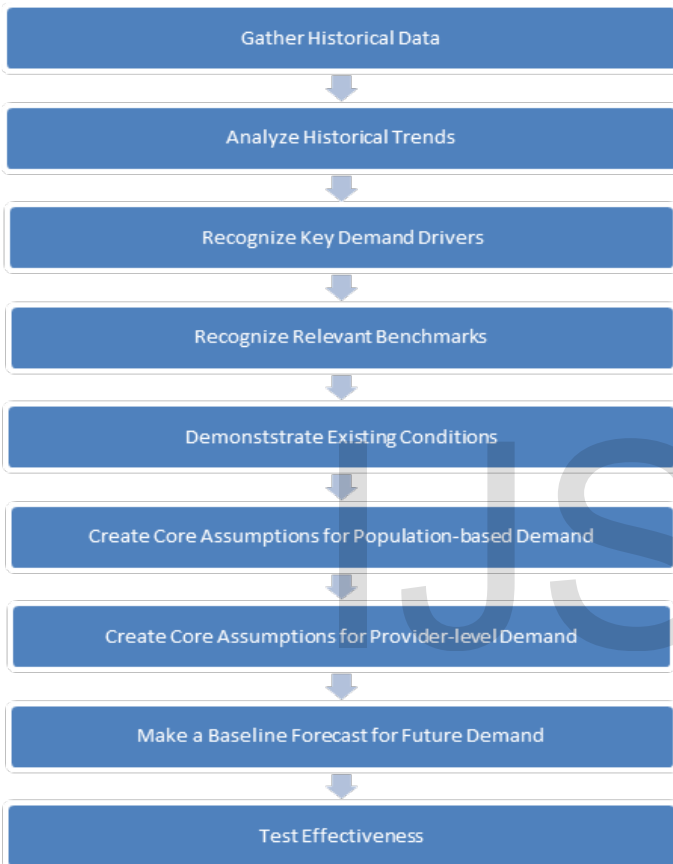 Gather Historical Data
Analyze Historical Trends
Recognize Key Demand Drivers
Recognize Relevant Benchmarks
Demonststrate Existing Conditions
Create Core Assumptions for Population-based Demand
Create Core Assumptions for Provider-level Demand
Make a Baseline Forecast for Future Demand
Test Effectiveness
IJS